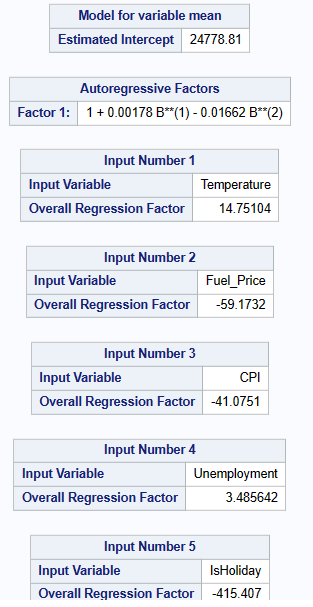 Model for variable mean
Estimated Intercept 24778.81
Autoregressive Factors
Factor 1: 1 + 0.00178 B**(1) - 0.01662 B**(2)
Input Number 1
Input Variable Temperature
Overall Regression Factor 14.75104
Input Number 2
Input Variable Fuel_Price
Overall Regression Factor -59.1732
Input Number 3
Input Variable CPI
Overall Regression Factor -41.0751
Input Number 4
Input Variable Unemployment
Overall Regression Factor 3.485642
Input Number 5
Input Variable IsHoliday
Overall Regression Factor -415.407